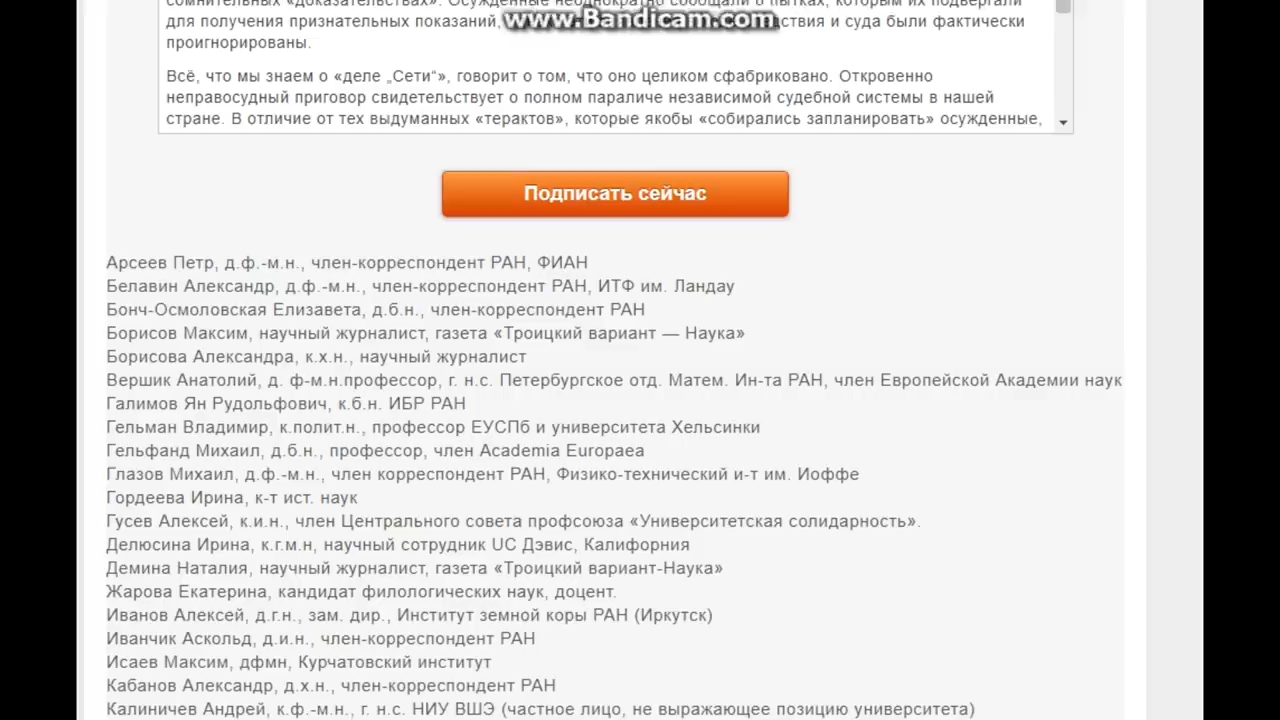 сомнительных «доказательствах». Осужденные неоднократно сообщали о пытках, которым их подвергали
www.Bandicam.com
для получения признательных показаний, ствия и суда были фактически
проигнорированы.
Всё, что мы знаем о «деле „Сети“», говорит о том, что оно целиком сфабриковано. Откровенно
неправосудный приговор свидетельствует о полном параличе независимой судебной системы в нашей
стране. В отличие от тех выдуманных «терактов», которые якобы «собирались запланировать» осужденные,
Подписать сейчас
Арсеев Петр, д.ф.-м.н., член-корреспондент РАН, ФИАН
Белавин Александр, д.ф.-м.н., член-корреспондент РАН, ИТФ им. Ландау
Бонч-Осмоловская Елизавета, д.б.н., член-корреспондент РАН
Борисов Максим, научный журналист, газета «Троицкий вариант — Наука»
Борисова Александра, к.х.н., научный журналист
Вершик Анатолий, д. ф-м.н.профессор, г. н.с. Петербургское отд. Матем. Ин-та РАН, член Европейской Академии наук
Галимов Ян Рудольфович, к.б.н. ИБР РАН
Гельман Владимир, к.полит.н., профессор ЕУСПб и университета Хельсинки
Гельфанд Михаил, д.б.н., профессор, член Academia Europaea
Глазов Михаил, д.ф.-м.н., член корреспондент РАН, Физико-технический и-т им. Иоффе
Гордеева Ирина, к-т ист. наук
Гусев Алексей, к.и.н., член Центрального совета профсоюза «Университетская солидарность».
Делюсина Ирина, к.г.м.н, научный сотрудник UC Дэвис, Калифорния
Демина Наталия, научный журналист, газета «Троицкий вариант-Наука»
Жарова Екатерина, кандидат филологических наук, доцент.
Иванов Алексей, д.г.н., зам. дир., Институт земной коры РАН (Иркутск)
Иванчик Аскольд, д.и.н., член-корреспондент РАН
Исаев Максим, дфмн, Курчатовский институт
Кабанов Александр, д.х.н., член-корреспондент РАН
Калиничев Андрей, к.ф.-м.н., г. н.с. НИУ ВШЭ (частное лицо, не выражающее позицию университета)